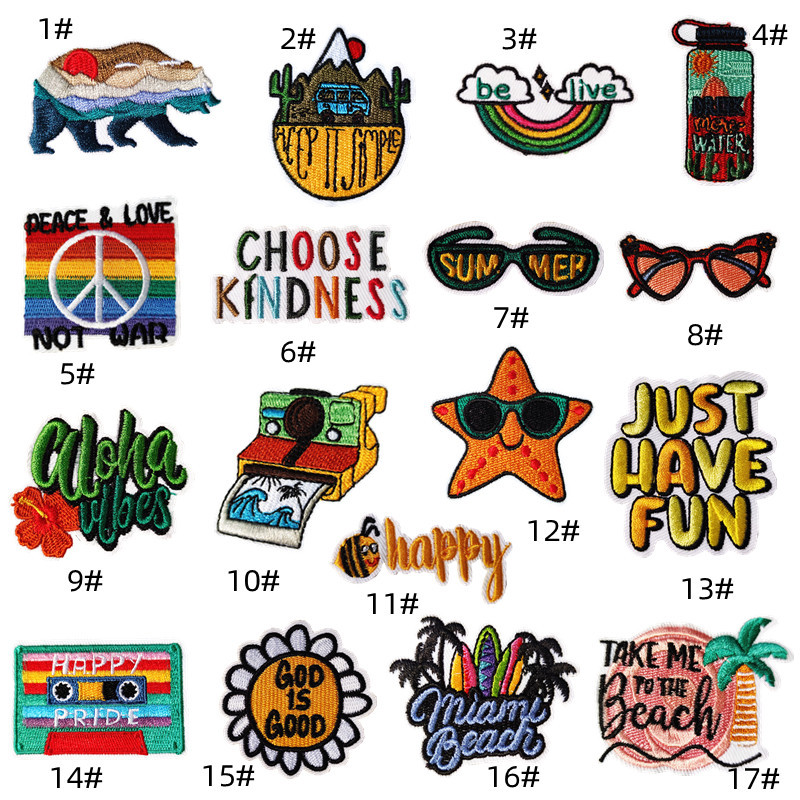 1#
2#
3#
4#
KEEP IT SIMPLE
be live
DRINK
MORE
WATER
PEACE & LOVE
NOT WAR
5#
CHOOSE
KINDNESS
6#
SUMMER
7#
8#
Aloha
vibes
9#
10#
happy
11#
12#
JUST
HAVE
FUN
13#
HAPPY
PRIDE
14#
GOD
IS
GOOD
15#
Miami
Beach
16#
TAKE ME
TO THE
Beach
17#